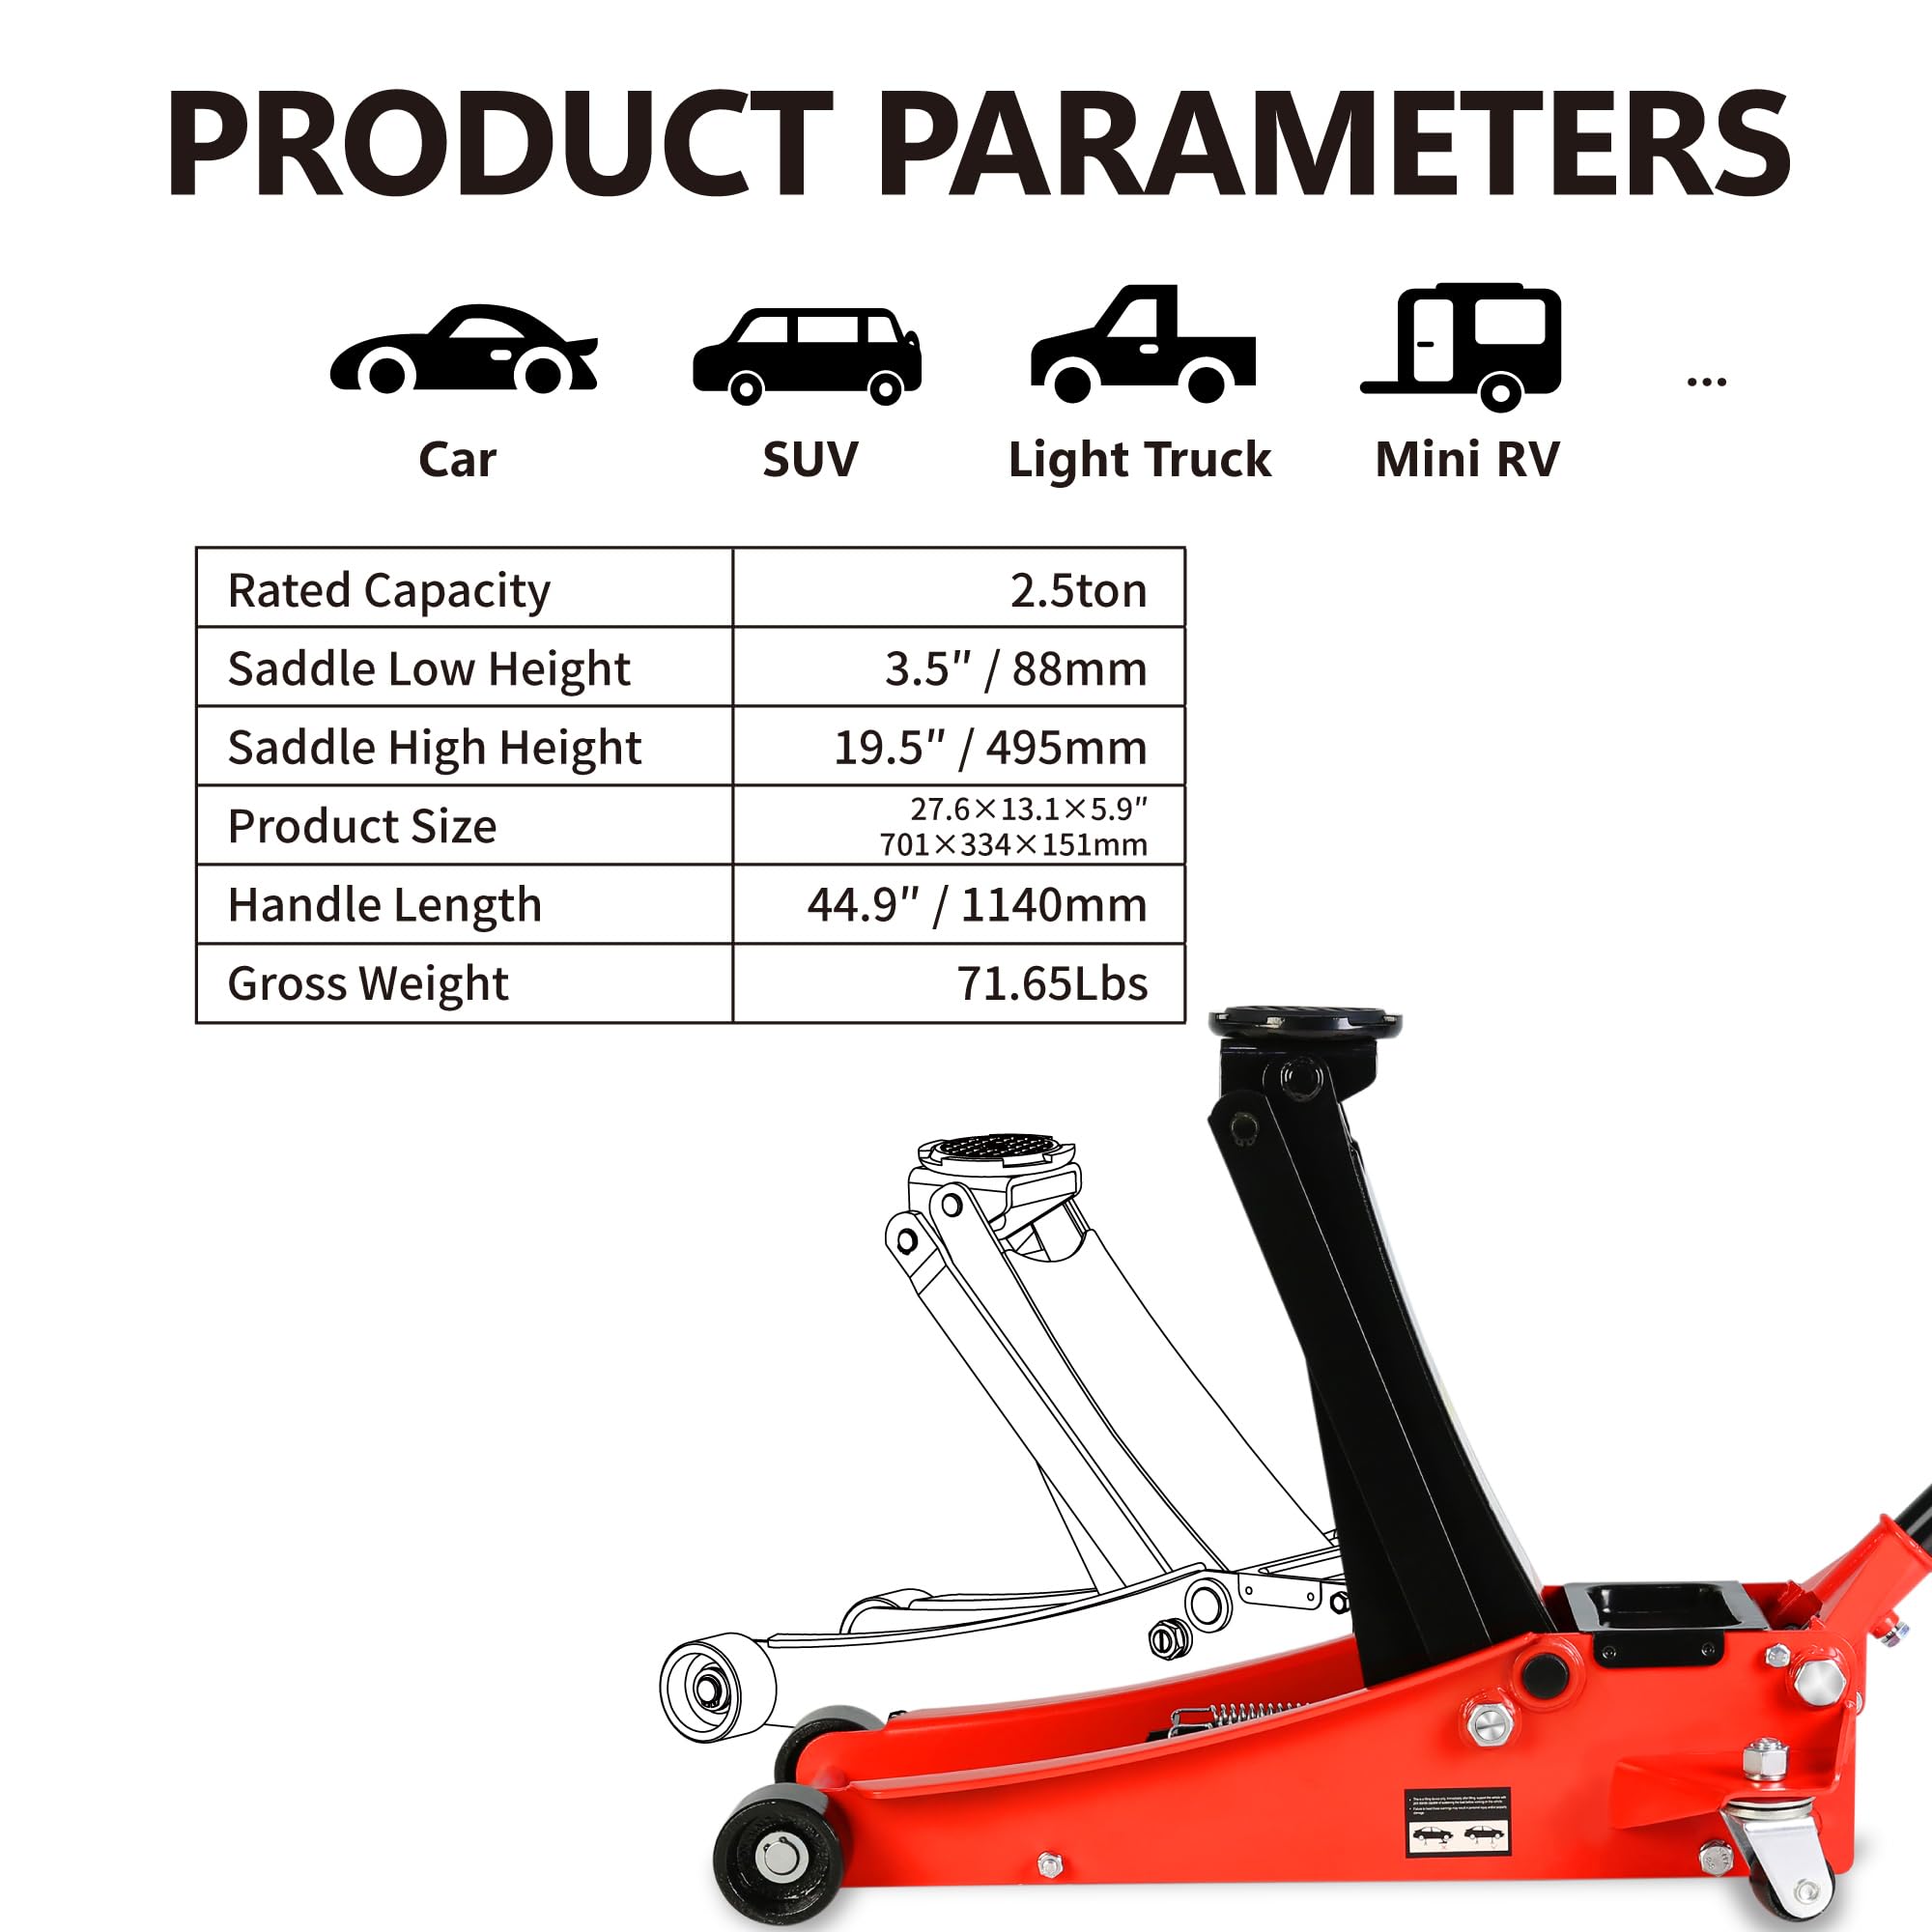 PRODUCT PARAMETERS
Car
SUV
Light Truck
Mini RV
...
Rated Capacity
2.5ton
Saddle Low Height
3.5" / 88mm
Saddle High Height
19.5" / 495mm
Product Size
27.6×13.1×5.9"
701×334×151mm
Handle Length
44.9" / 1140mm
Gross Weight
71.65Lbs